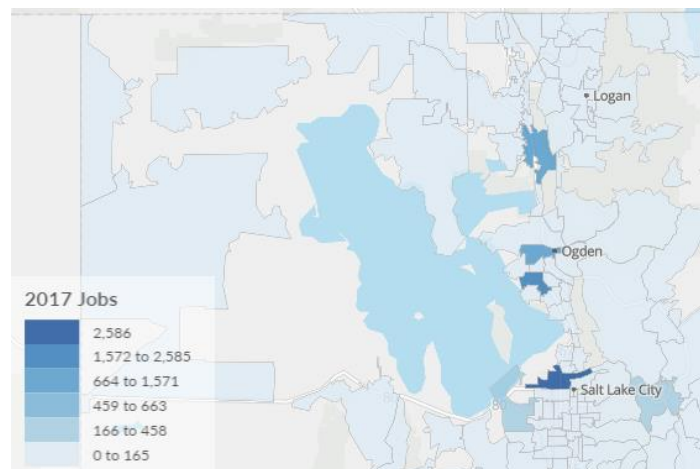 Logan
Ogden
2017 Jobs
2,586
1,572 to 2,585
664 to 1,571
459 to 663
166 to 458
0 to 165
Salt Lake City
80